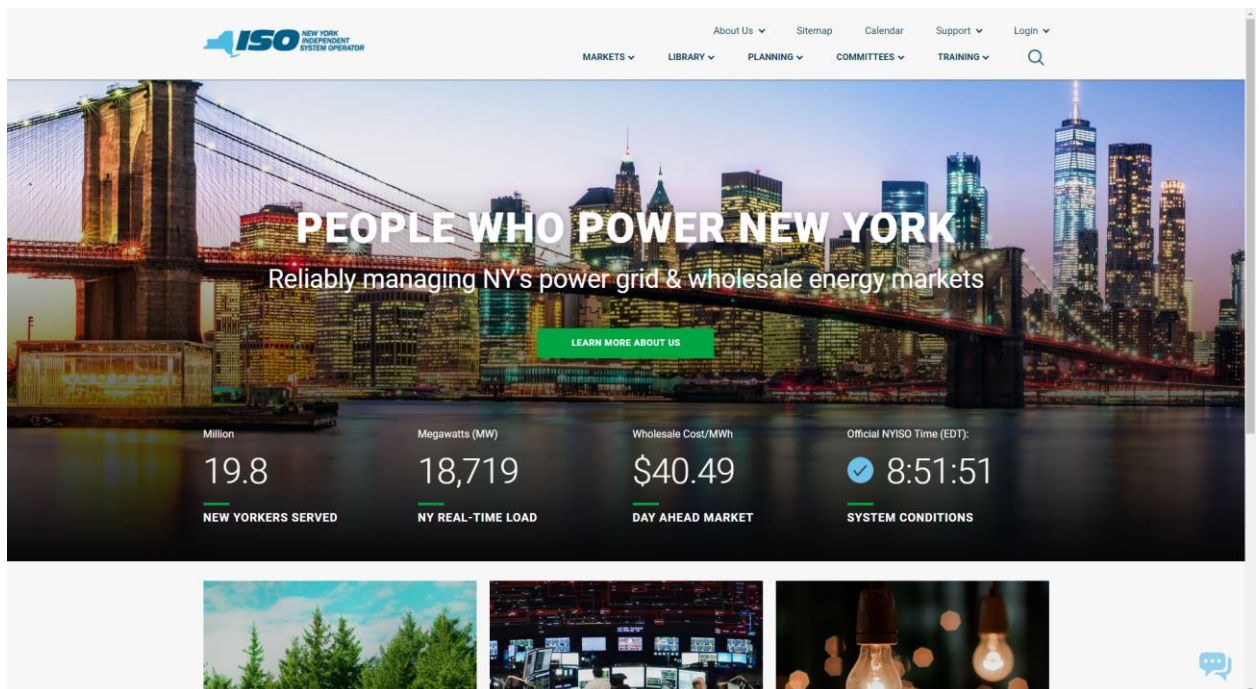 ISO NEW YORK
INDEPENDENT
SYSTEM OPERATOR
About Us Sitemap Calendar Support Login
MARKETS LIBRARY PLANNING COMMITTEES TRAINING
PEOPLE WHO POWER NEW YORK
Reliably managing NY's power grid & wholesale energy markets
LEARN MORE ABOUT US
Million Megawatts (MW) Wholesale Cost/MWh Official NYISO Time (EDT):
19.8 18,719 $40.49 8:51:51
NEW YORKERS SERVED NY REAL-TIME LOAD DAY AHEAD MARKET SYSTEM CONDITIONS